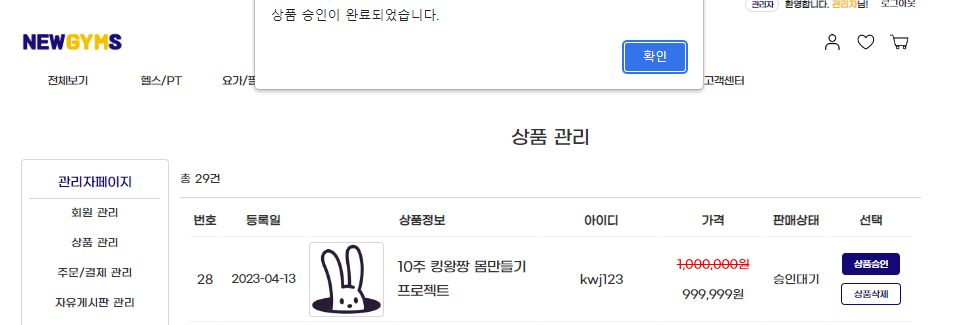 상품 승인이 완료되었습니다.
확인
관리자 환영합니다. 관리자님! 로그아웃
NEWGYMS
전체보기 헬스/PT 요가/필 고객센터
상품 관리
관리자페이지
회원 관리
상품 관리
주문/결제 관리
자유게시판 관리
총 29건
번호 등록일 상품정보 아이디 가격 판매상태 선택
28 2023-04-13 10주 킹왕짱 몸만들기
프로젝트
kwj123
1,000,000원
999,999원
승인대기
상품승인
상품삭제